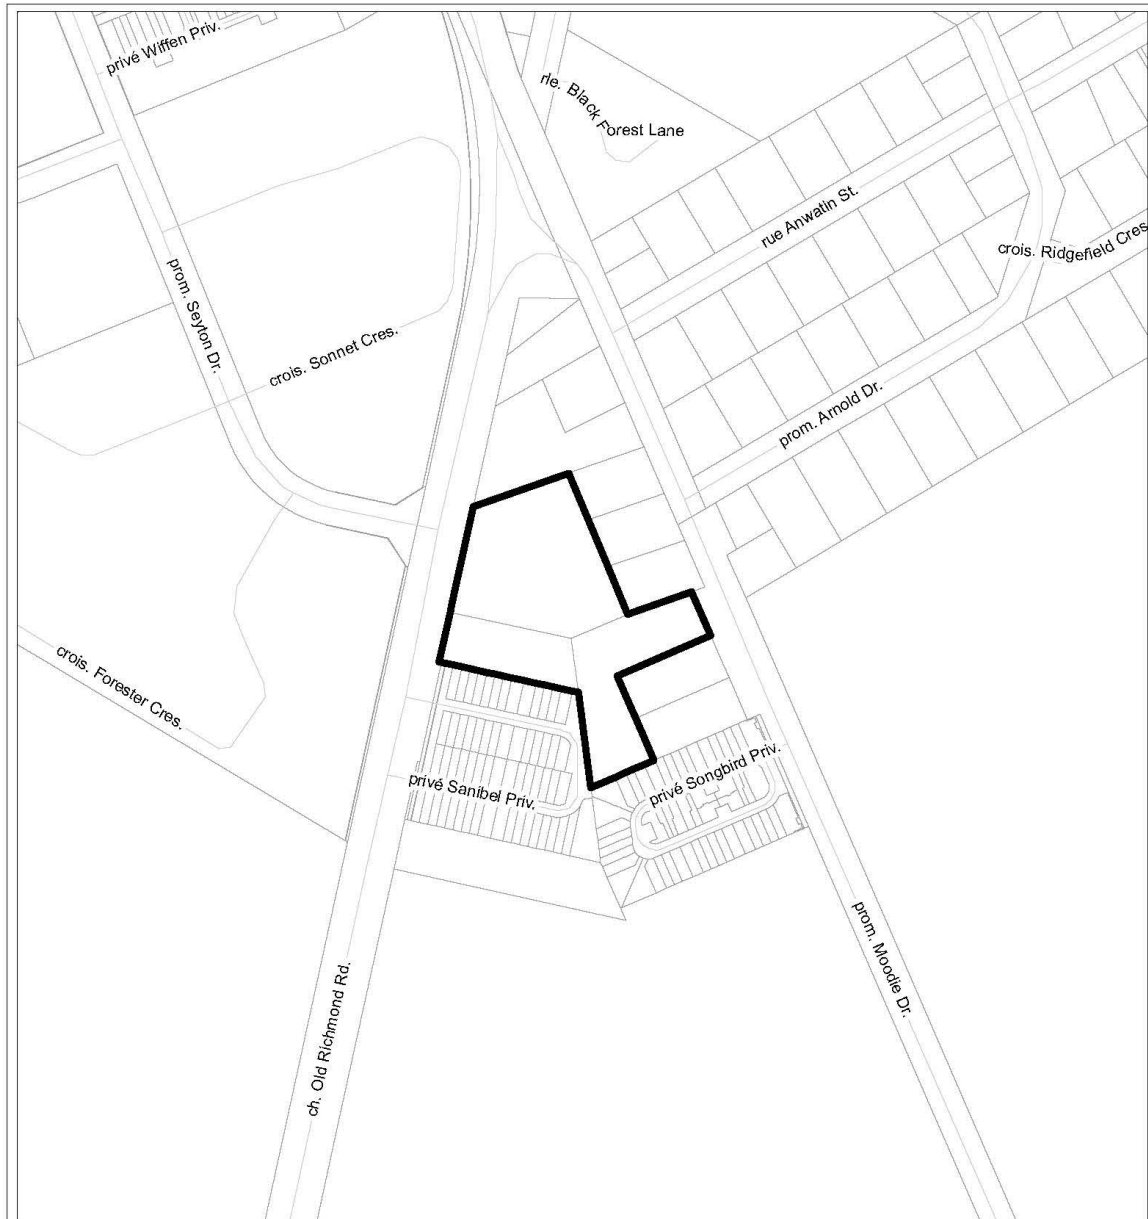 privé Wiffen Priv.
rle. Black Forest Lane
rue Anwatin St.
crois. Ridgefield Cres
prom. Seyton Dr.
crois. Sonnet Cres.
prom. Arnold Dr.
crois. Forester Cres.
privé Sanibel Priv.
privé Songbird Priv.
prom. Moodie Dr.
ch. Old Richmond Rd.